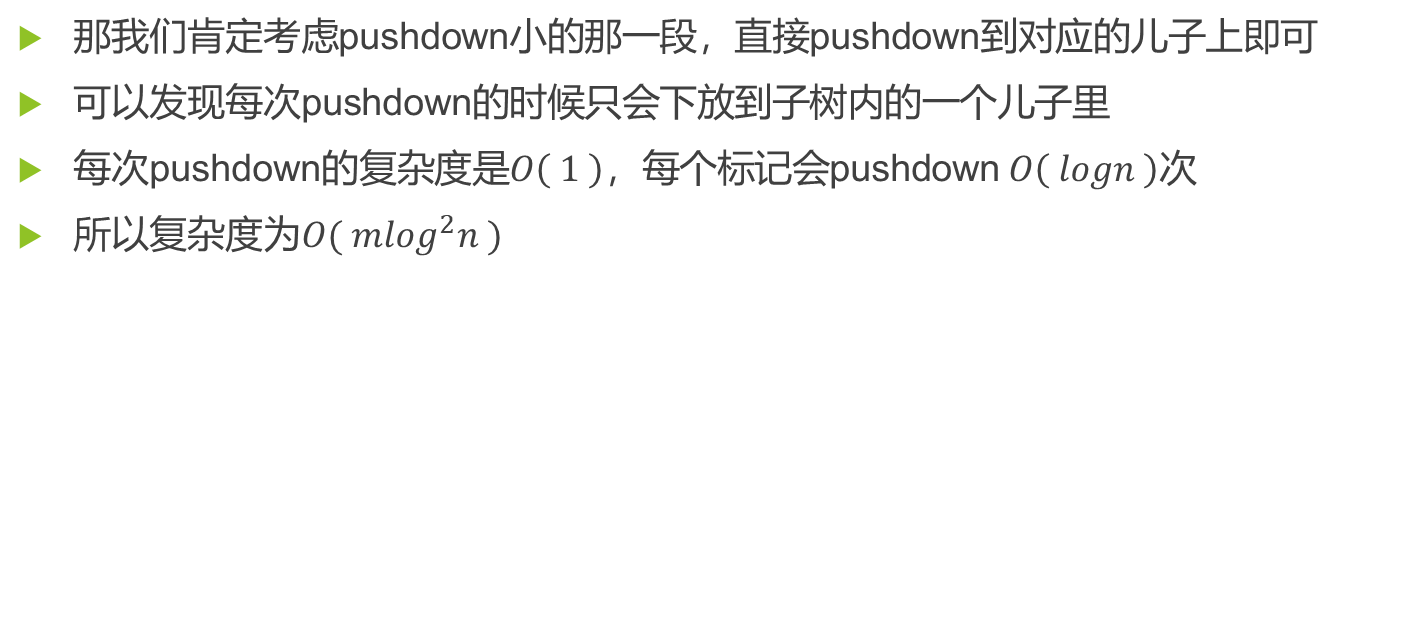 那我们肯定考虑pushdown小的那一段，直接pushdown到对应的儿子上即可
可以发现每次pushdown的时候只会下放到子树内的一个儿子里
每次pushdown的复杂度是O( 1 )，每个标记会pushdown O( logn )次
所以复杂度为O( mlog²n )